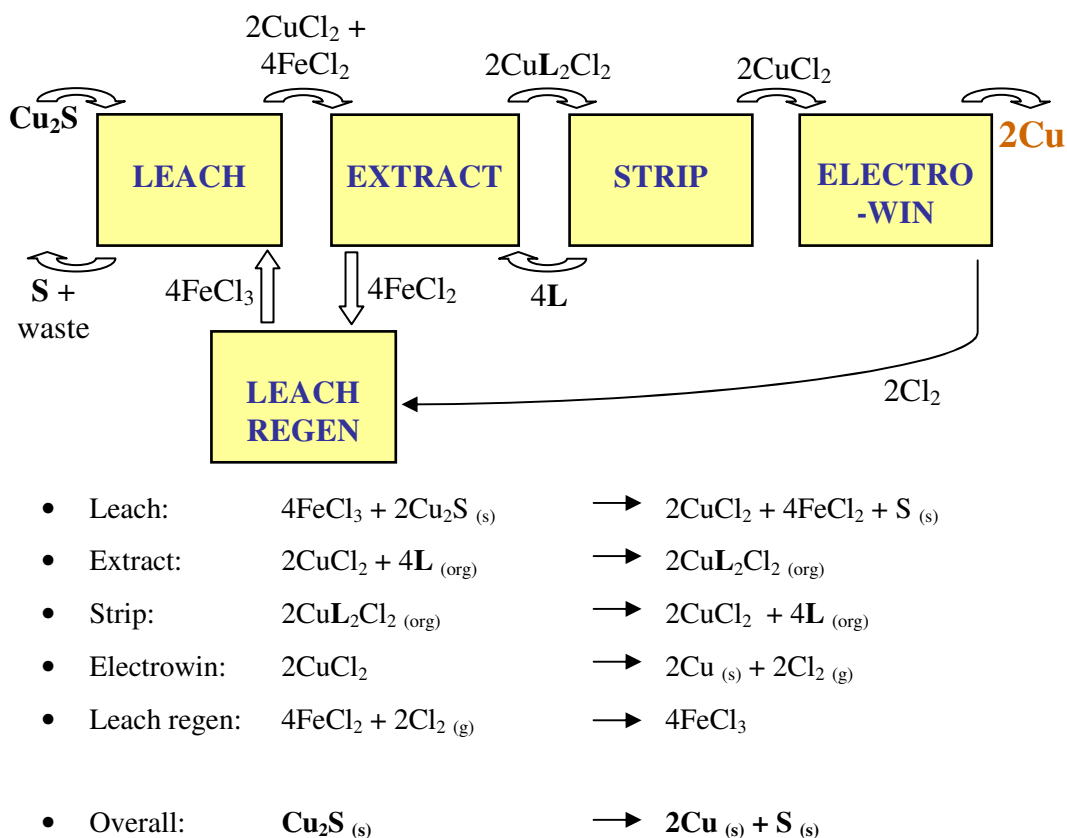 2CuCl₂ +
4FeCl₂
2CuL₂Cl₂
2CuCl₂
Cu₂S
2Cu
LEACH
EXTRACT
STRIP
ELECTRO
-WIN
S +
waste
4FeCl₃
4FeCl₂
4L
LEACH
REGEN
2Cl₂
• Leach: 4FeCl₃ + 2Cu₂S (s) → 2CuCl₂ + 4FeCl₂ + S (s)
• Extract: 2CuCl₂ + 4L (org) → 2CuL₂Cl₂ (org)
• Strip: 2CuL₂Cl₂ (org) → 2CuCl₂ + 4L (org)
• Electrowin: 2CuCl₂ → 2Cu (s) + 2Cl₂ (g)
• Leach regen: 4FeCl₂ + 2Cl₂ (g) → 4FeCl₃
• Overall: Cu₂S (s) → 2Cu (s) + S (s)